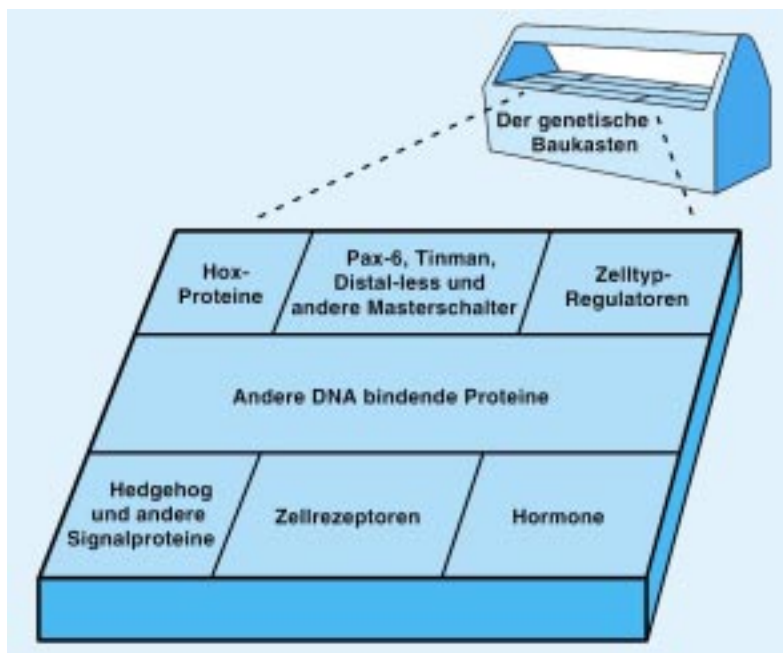 Der genetische
Baukasten
Hox-
Proteine
Pax-6, Tinman,
Distal-less und
andere Masterschalter
Zelltyp-
Regulatoren
Andere DNA bindende Proteine
Hedgehog
und andere
Signalproteine
Zellrezeptoren
Hormone